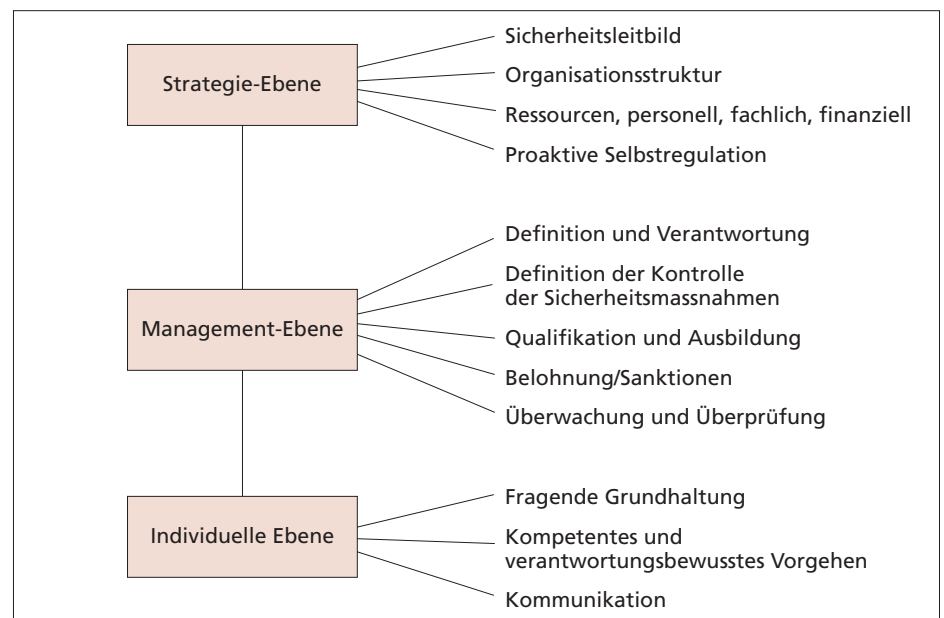 Strategie-Ebene
Sicherheitsleitbild
Organisationsstruktur
Ressourcen, personell, fachlich, finanziell
Proaktive Selbstregulation
Management-Ebene
Definition und Verantwortung
Definition der Kontrolle
der Sicherheitsmassnahmen
Qualifikation und Ausbildung
Belohnung/Sanktionen
Überwachung und Überprüfung
Individuelle Ebene
Fragende Grundhaltung
Kompetentes und
verantwortungsbewusstes Vorgehen
Kommunikation